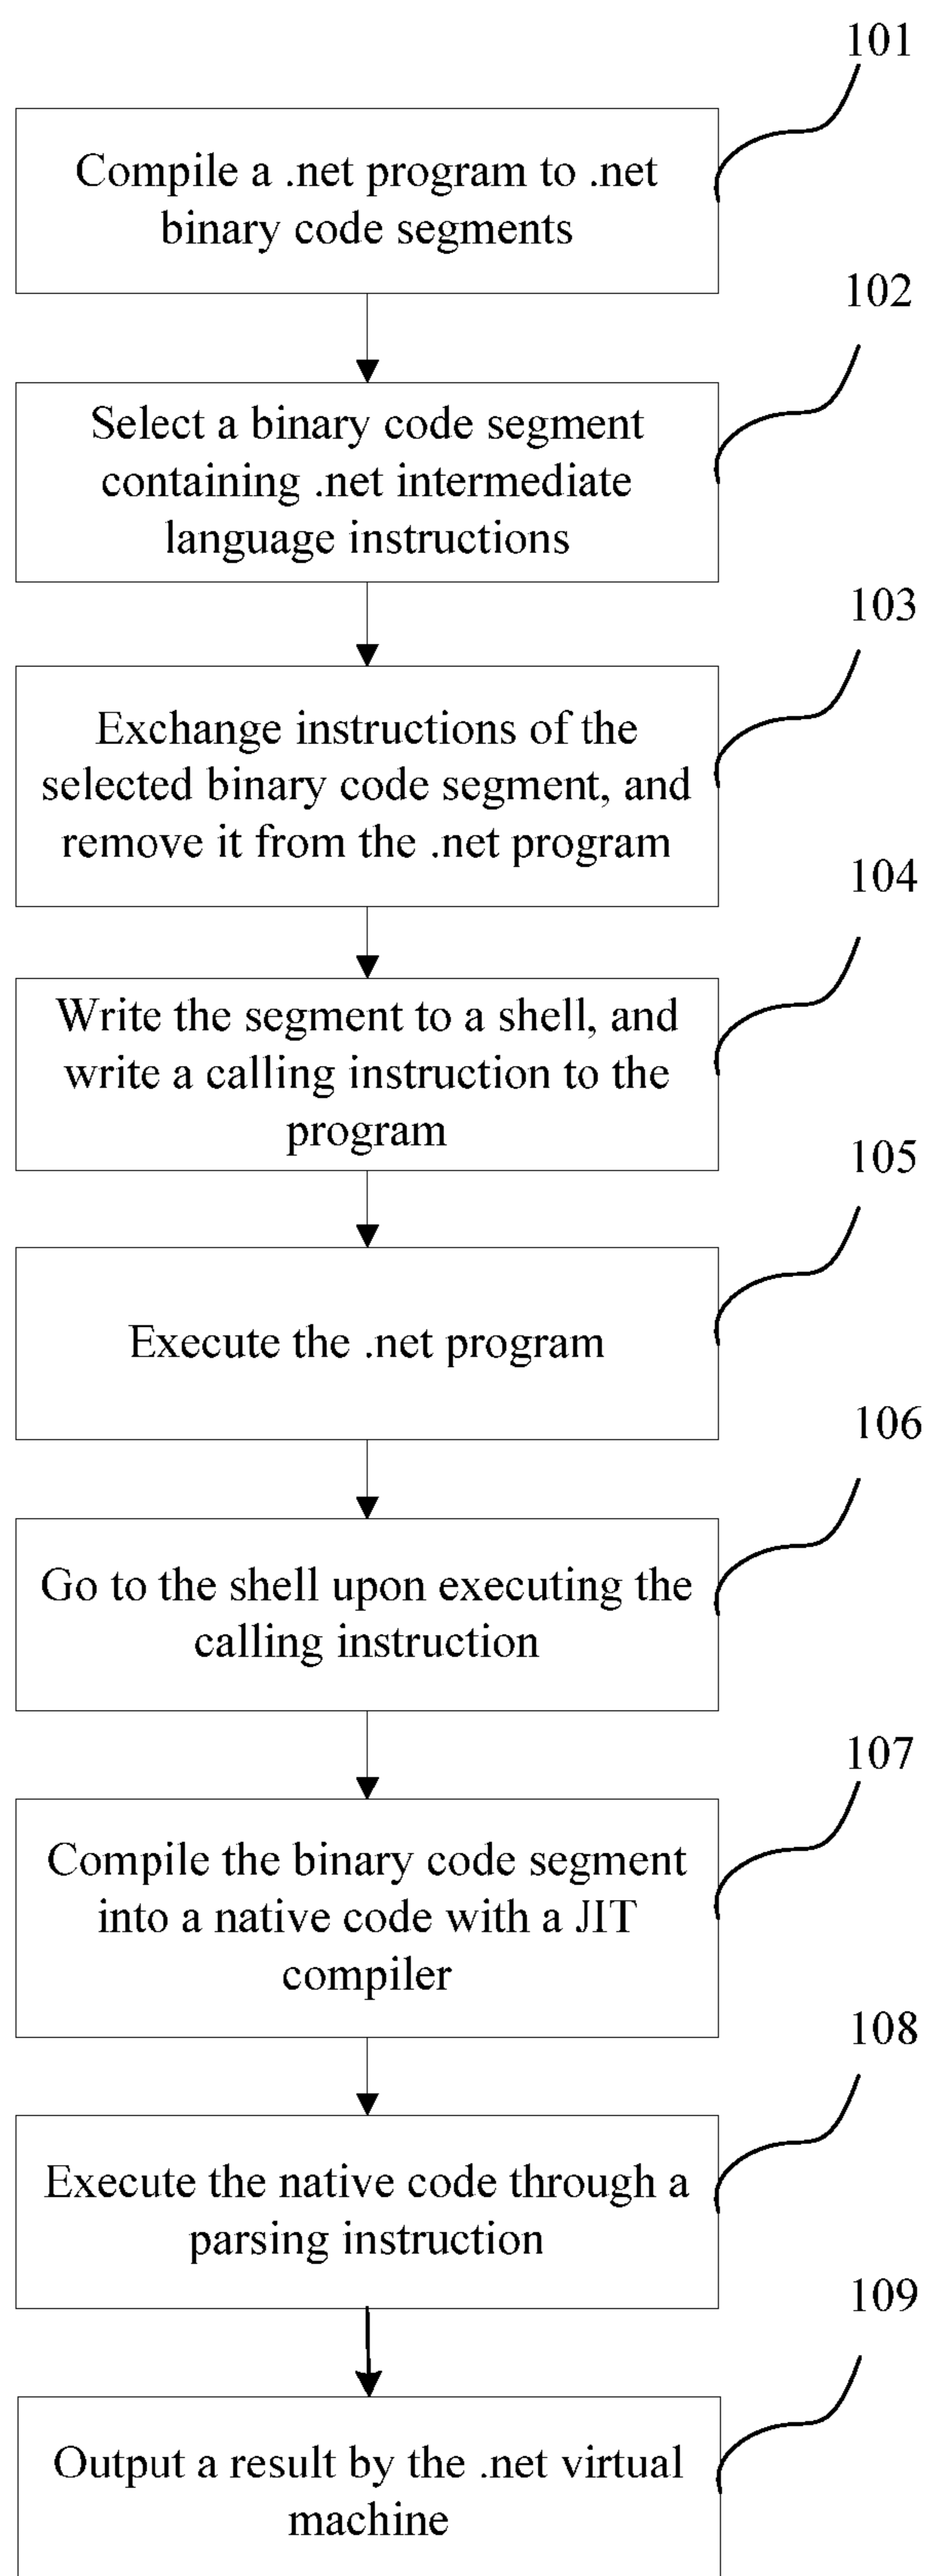 101
Compile a .net program to .net
binary code segments
102
Select a binary code segment
containing .net intermediate
language instructions
103
Exchange instructions of the
selected binary code segment, and
remove it from the .net program
104
Write the segment to a shell, and
write a calling instruction to the
program
105
Execute the .net program
106
Go to the shell upon executing the
calling instruction
107
Compile the binary code segment
into a native code with a JIT
compiler
108
Execute the native code through a
parsing instruction
109
Output a result by the .net virtual
machine